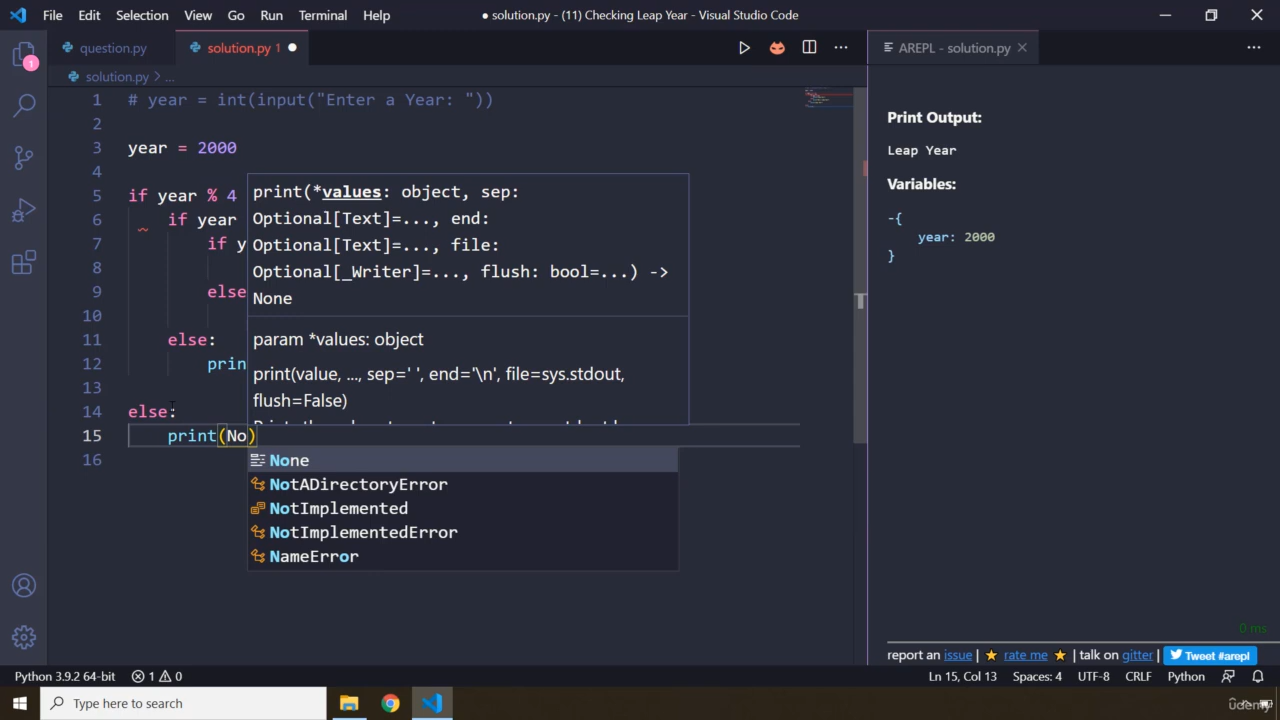 File Edit Selection View Go Run Terminal Help
● solution.py - (11) Checking Leap Year - Visual Studio Code
question.py
solution.py 1 ●
AREPL - solution.py
solution.py > ...
1 # year = int(input("Enter a Year: "))
2
3 year = 2000
4
5 if year % 4
6 if year
7 if y
8
9 else
10
11 else:
12 prin
13
14 else:
15 print(No)
16
print(*values: object, sep:
Optional[Text]=..., end:
Optional[Text]=..., file:
Optional[_Writer]=..., flush: bool=...) ->
None
param *values: object
print(value, ..., sep=' ', end='\n', file=sys.stdout,
flush=False)
None
NotADirectoryError
NotImplemented
NotImplementedError
NameError
Print Output:
Leap Year
Variables:
-{
year: 2000
}
0 ms
report an issue | ★ rate me ★ | talk on gitter | Tweet #arepl
1
Python 3.9.2 64-bit 1 0
Ln 15, Col 13 Spaces: 4 UTF-8 CRLF Python
Type here to search
udemy